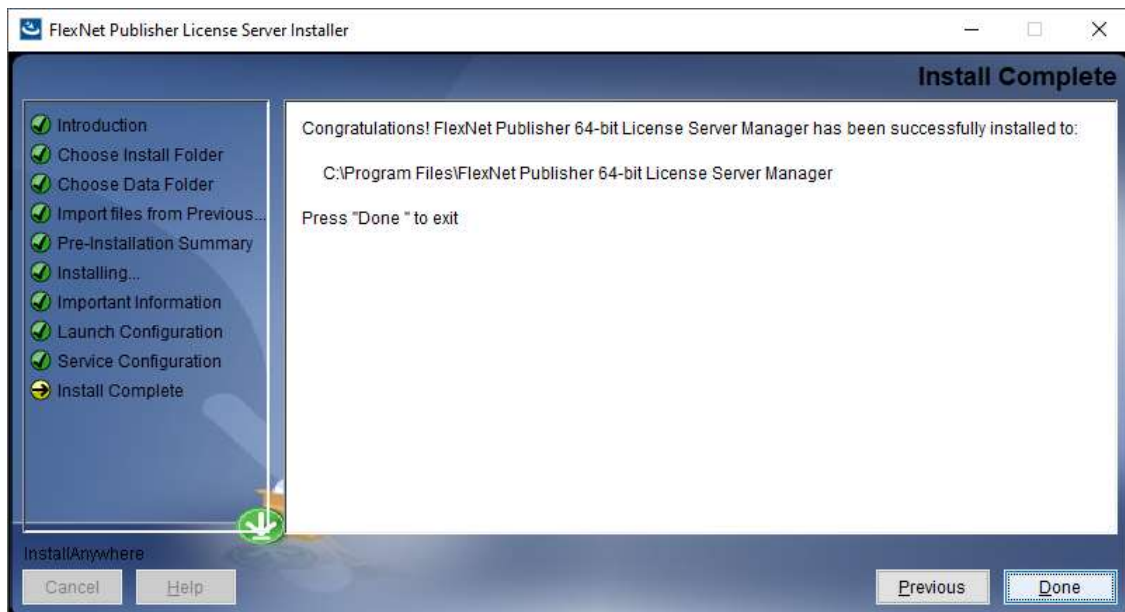 FlexNet Publisher License Server Installer
Install Complete
Introduction
Choose Install Folder
Choose Data Folder
Import files from Previous...
Pre-Installation Summary
Installing...
Important Information
Launch Configuration
Service Configuration
Install Complete
Congratulations! FlexNet Publisher 64-bit License Server Manager has been successfully installed to:
C:\Program Files\FlexNet Publisher 64-bit License Server Manager
Press "Done " to exit
InstallAnywhere
Cancel Help Previous Done